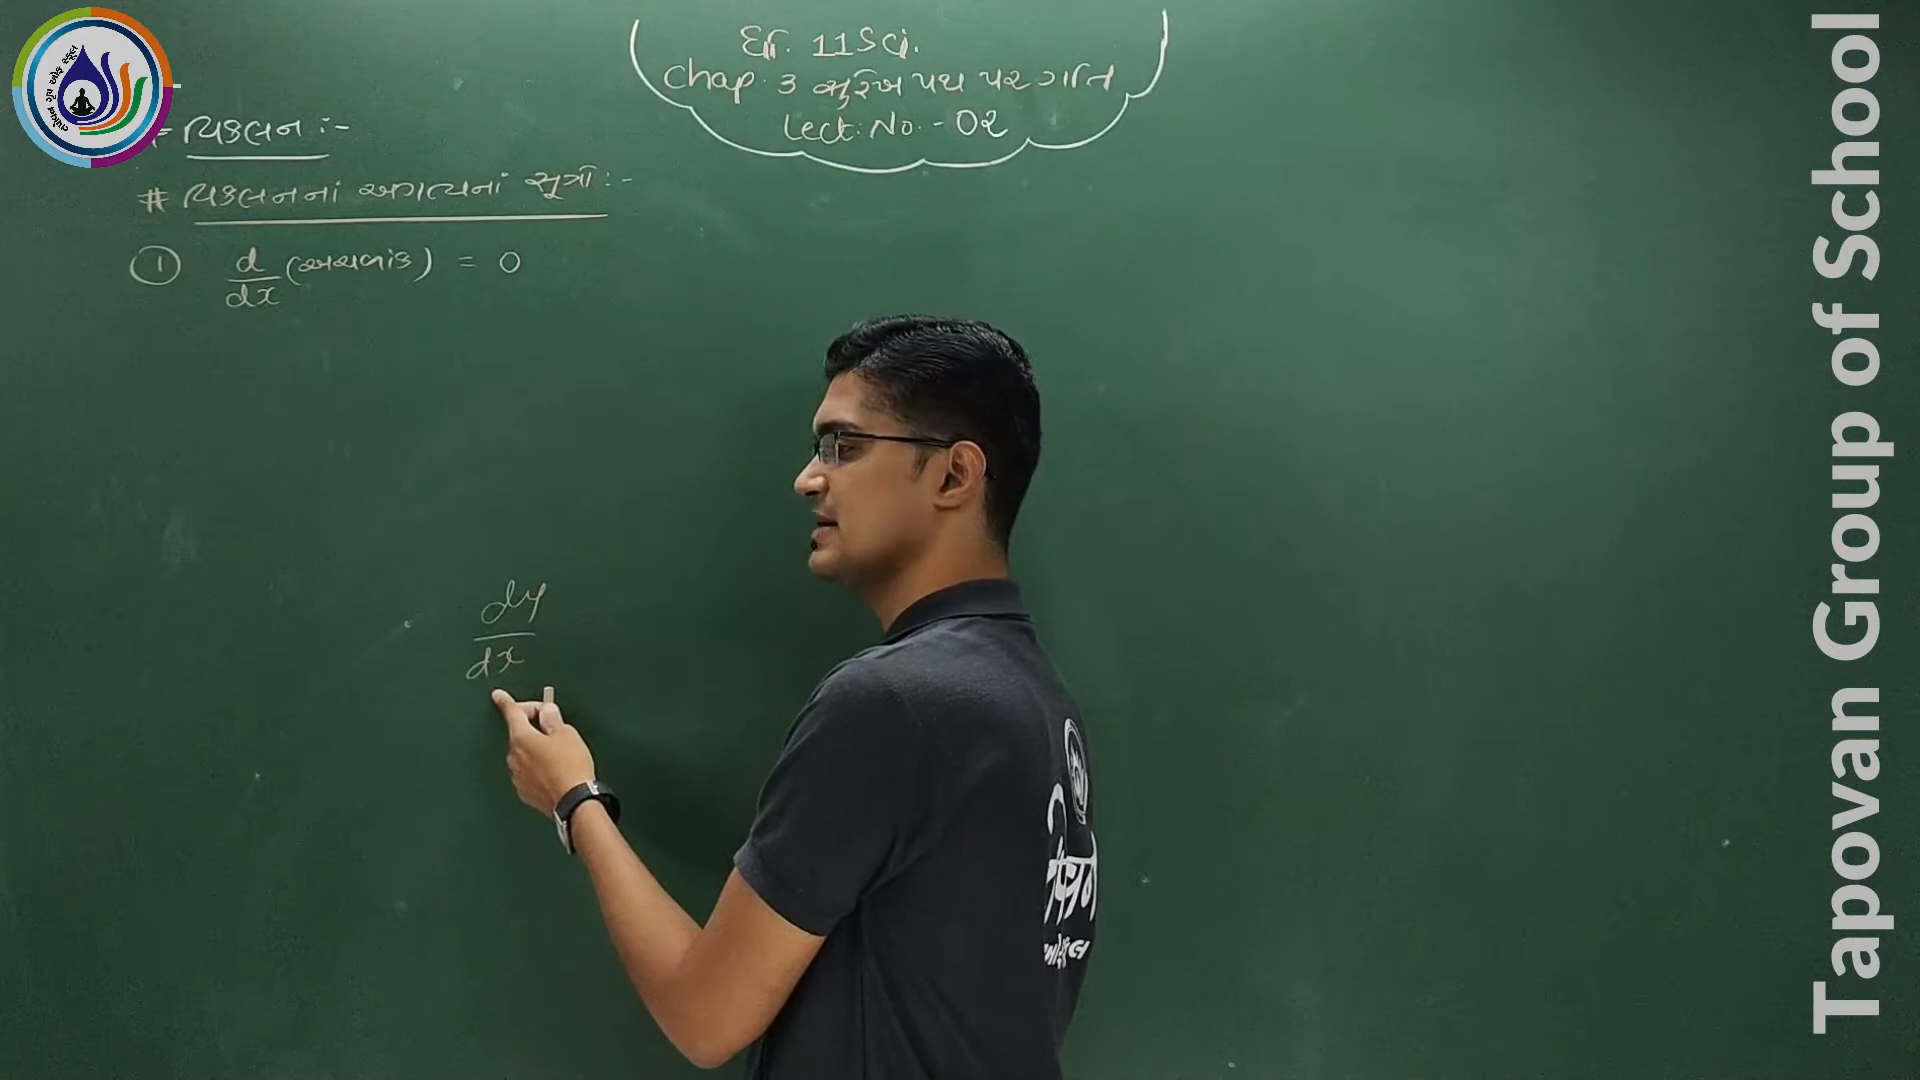 ધો. 11 Sci.
Chap. 3 સુરેખ પથ પર ગતિ
Lect. No. - 02
# વિકલન :-
# વિકલનનાં અગત્યનાં સૂત્રો :-
① d/dx (અચળાંક) = 0
dy
dx
Tapovan Group of School